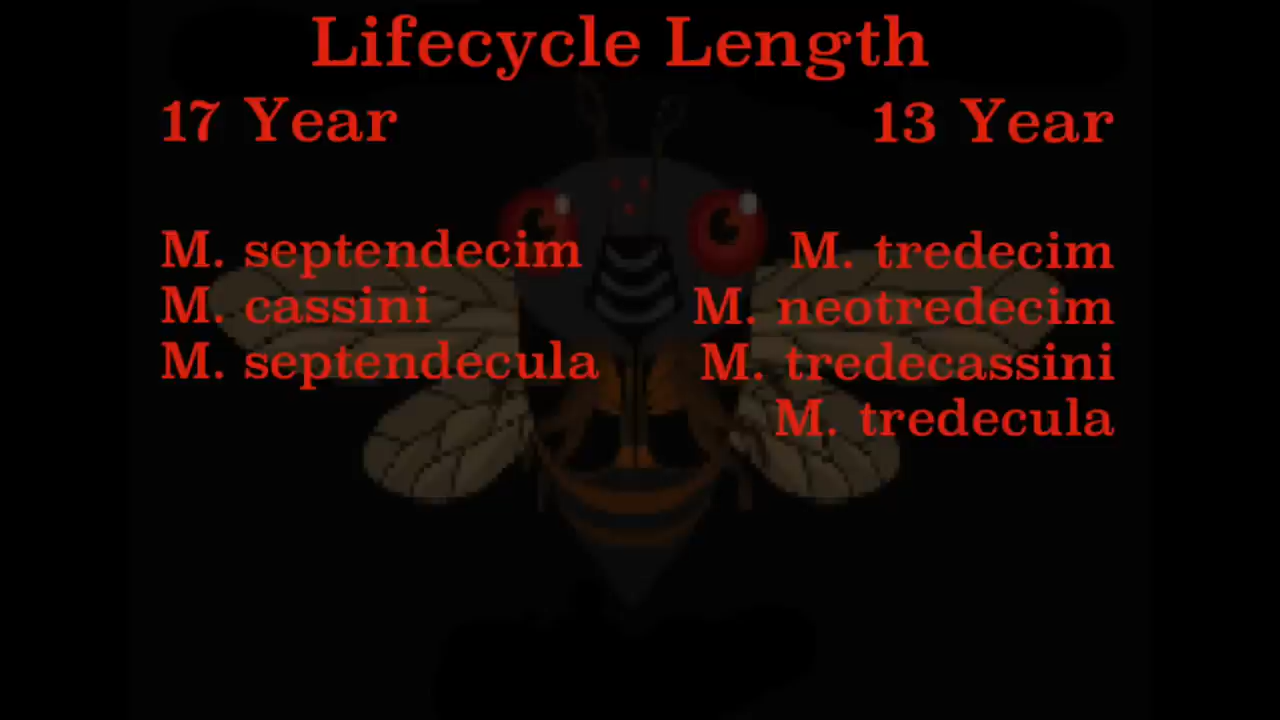 Lifecycle Length
17 Year
M. septendecim
M. cassini
M. septendecula
13 Year
M. tredecim
M. neotredecim
M. tredecassini
M. tredecula